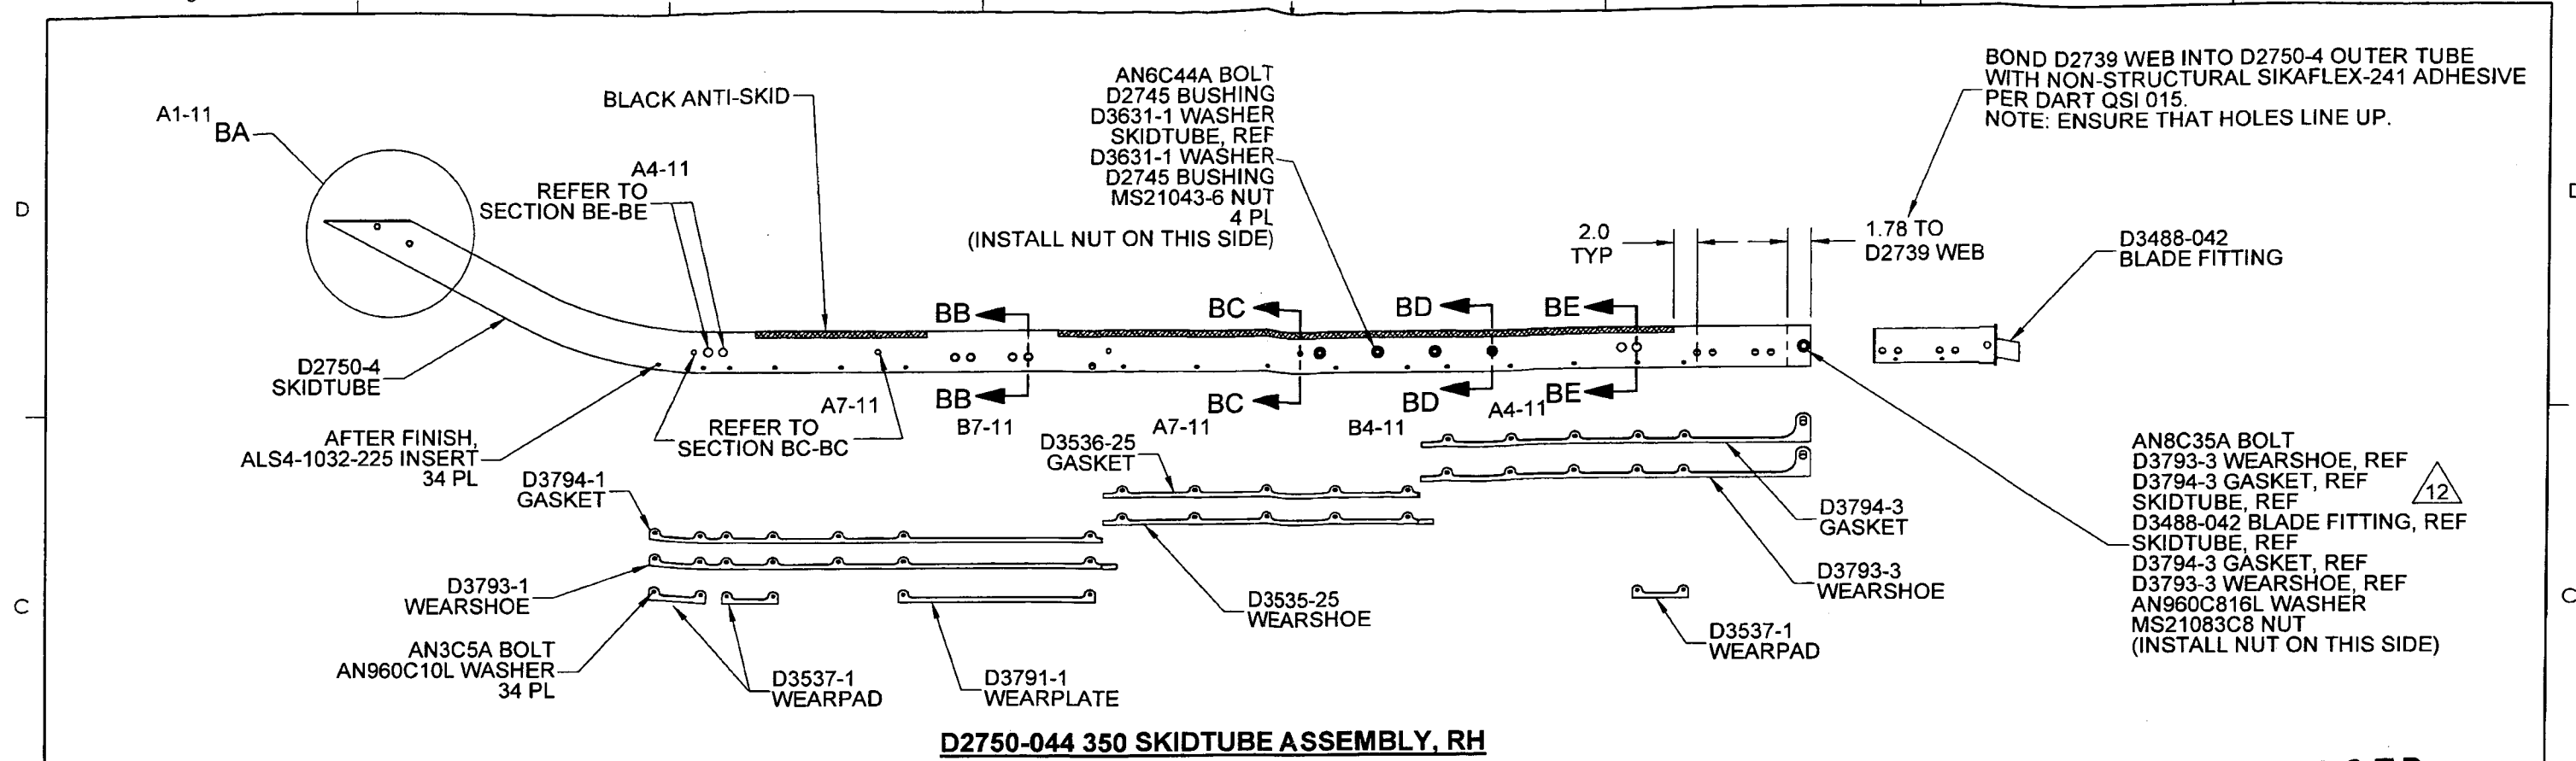 A1-11
BA
BLACK ANTI-SKID
A4-11
REFER TO
SECTION BE-BE
AN6C44A BOLT
D2745 BUSHING
D3631-1 WASHER
SKIDTUBE, REF
D3631-1 WASHER
D2745 BUSHING
MS21043-6 NUT
4 PL
(INSTALL NUT ON THIS SIDE)
BOND D2739 WEB INTO D2750-4 OUTER TUBE
WITH NON-STRUCTURAL SIKAFLEX-241 ADHESIVE
PER DART QSI 015.
NOTE: ENSURE THAT HOLES LINE UP.
D
2.0
TYP
1.78 TO
D2739 WEB
D3488-042
BLADE FITTING
BB
BC
BD
BE
D2750-4
SKIDTUBE
BB
BC
BD
BE
A7-11
B7-11
A7-11
B4-11
A4-11
REFER TO
SECTION BC-BC
AFTER FINISH,
ALS4-1032-225 INSERT
34 PL
D3794-1
GASKET
D3536-25
GASKET
D3794-3
GASKET
AN8C35A BOLT
D3793-3 WEARSHOE, REF
D3794-3 GASKET, REF
SKIDTUBE, REF
D3488-042 BLADE FITTING, REF
SKIDTUBE, REF
D3794-3 GASKET, REF
D3793-3 WEARSHOE, REF
AN960C816L WASHER
MS21083C8 NUT
(INSTALL NUT ON THIS SIDE)
12
C
C
D3793-1
WEARSHOE
D3535-25
WEARSHOE
D3793-3
WEARSHOE
AN3C5A BOLT
AN960C10L WASHER
34 PL
D3537-1
WEARPAD
D3791-1
WEARPLATE
D3537-1
WEARPAD
D2750-044 350 SKIDTUBE ASSEMBLY, RH